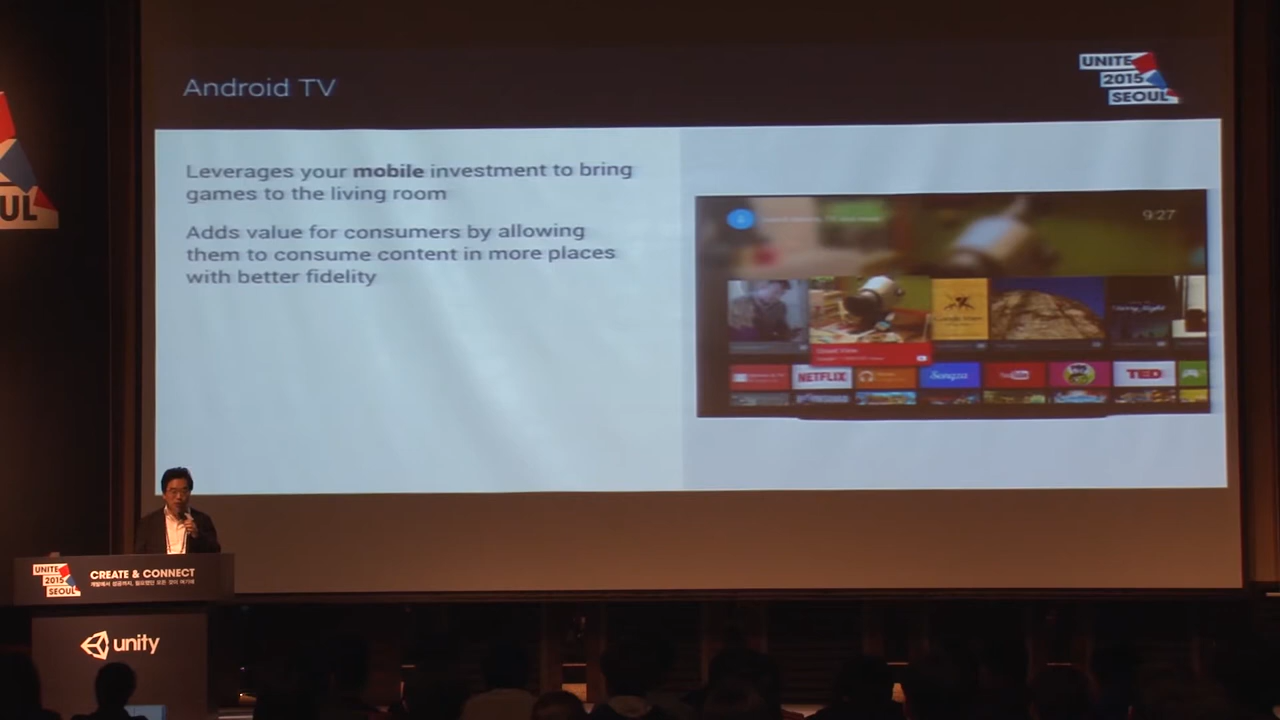 Android TV
UNITE
2015
SEOUL
UL
Leverages your mobile investment to bring
games to the living room
Adds value for consumers by allowing
them to consume content in more places
with better fidelity
9:27
NETFLIX
Songza
YouTube
TED
UNITE
2015
SEOUL
CREATE & CONNECT
unity